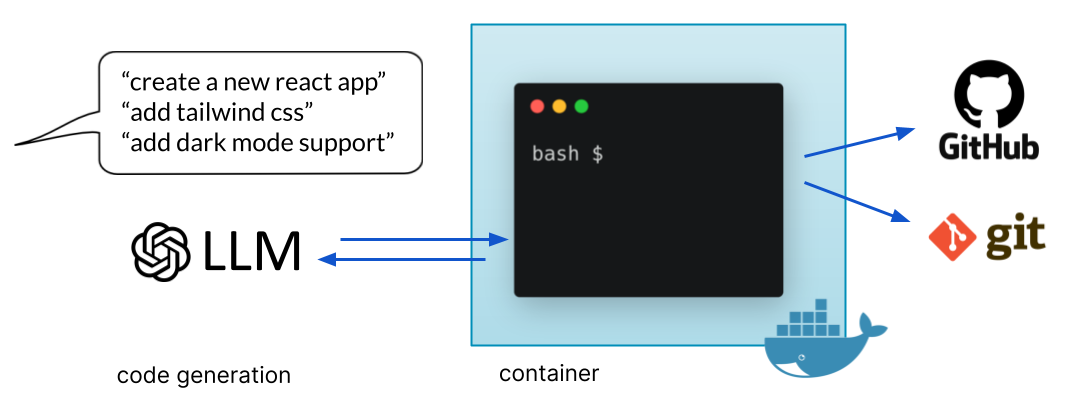 “create a new react app”
“add tailwind css”
“add dark mode support”
bash $
GitHub
git
LLM
code generation
container